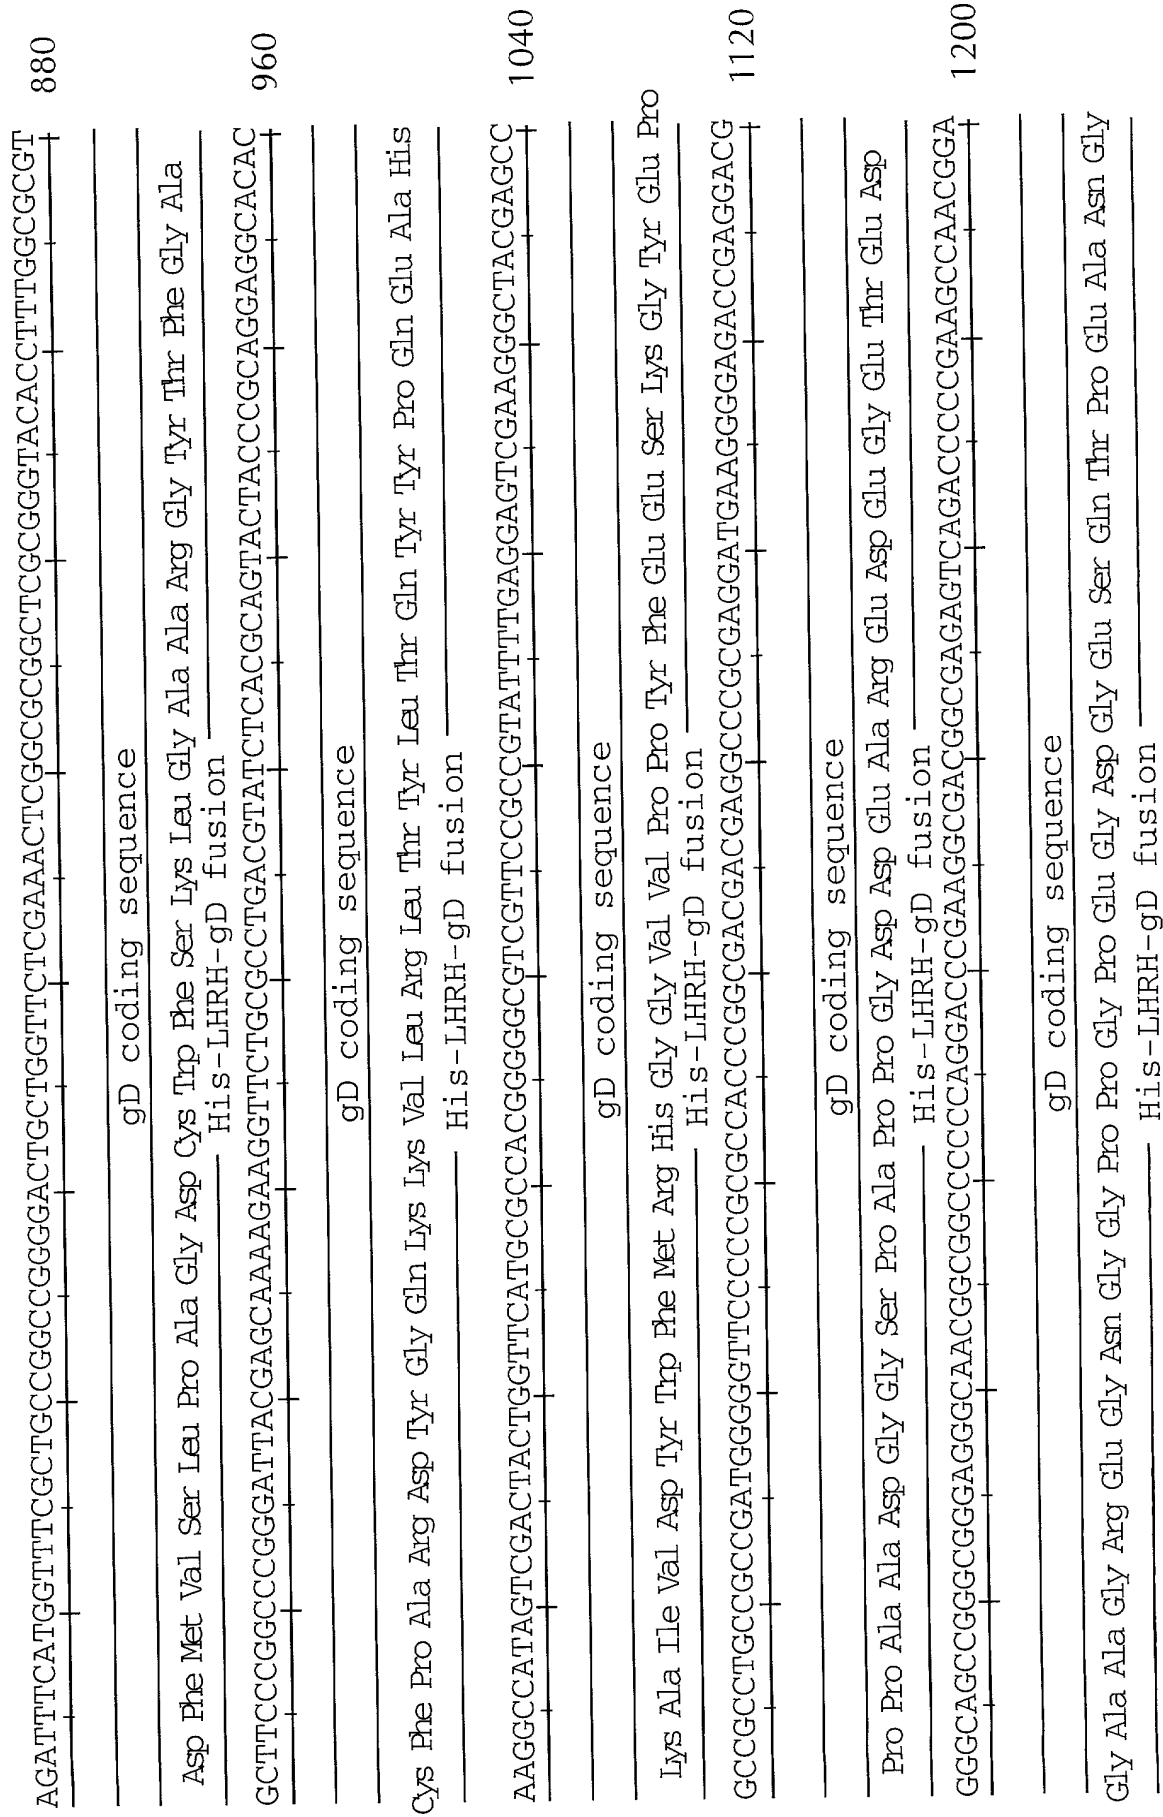 AGATTTCATGGTTTCGCTGCCGGCCGGGGACTGCTGGTTCTCGAAACTCGGCGCGGCTCGCGGGTACACCTTTGGCGCGT 880
gD coding sequence
Asp Phe Met Val Ser Leu Pro Ala Gly Asp Cys Trp Phe Ser Lys Leu Gly Ala Ala Arg Gly Tyr Thr Phe Gly Ala
His-LHRH-gD fusion
GCTTCCCGGCCCGGGATTACGAGCAAAAGAAGGTTCTGCGCCTGACGTATCTCACGCAGTACTACCCGCAGGAGGCACAC 960
gD coding sequence
Cys Phe Pro Ala Arg Asp Tyr Gly Gln Lys Lys Val Leu Arg Leu Thr Tyr Leu Thr Gln Tyr Tyr Pro Gln Glu Ala His
His-LHRH-gD fusion
AAGGCCATAGTCGACTACTGGTTCATGCGCCACGGGGGCGTCGTTCCGCCGTATTTTGAGGAGTCGAAGGGCTACGAGCC 1040
gD coding sequence
Lys Ala Ile Val Asp Tyr Trp Phe Met Arg His Gly Gly Val Val Pro Pro Tyr Phe Glu Glu Ser Lys Gly Tyr Glu Pro
His-LHRH-gD fusion
GCCGCCTGCCGCCGATGGGGGTTCCCCCGCGCCACCCGGCGACGACGAGGCCCGCGAGGATGAAGGGGAGACCGAGGACG 1120
gD coding sequence
Pro Pro Ala Ala Asp Gly Gly Ser Pro Ala Pro Pro Gly Asp Asp Glu Ala Arg Glu Asp Glu Gly Glu Thr Glu Asp
His-LHRH-gD fusion
GGGCAGCCGGGCGGGAGGGCAACGGCGGCCCCCCAGGACCCGAAGGCGACGGCGAGAGTCAGACCCCCGAAGCCAACGGA 1200
gD coding sequence
Gly Ala Ala Gly Arg Glu Gly Asn Gly Gly Pro Pro Gly Pro Glu Gly Asp Gly Glu Ser Gln Thr Pro Glu Ala Asn Gly
His-LHRH-gD fusion